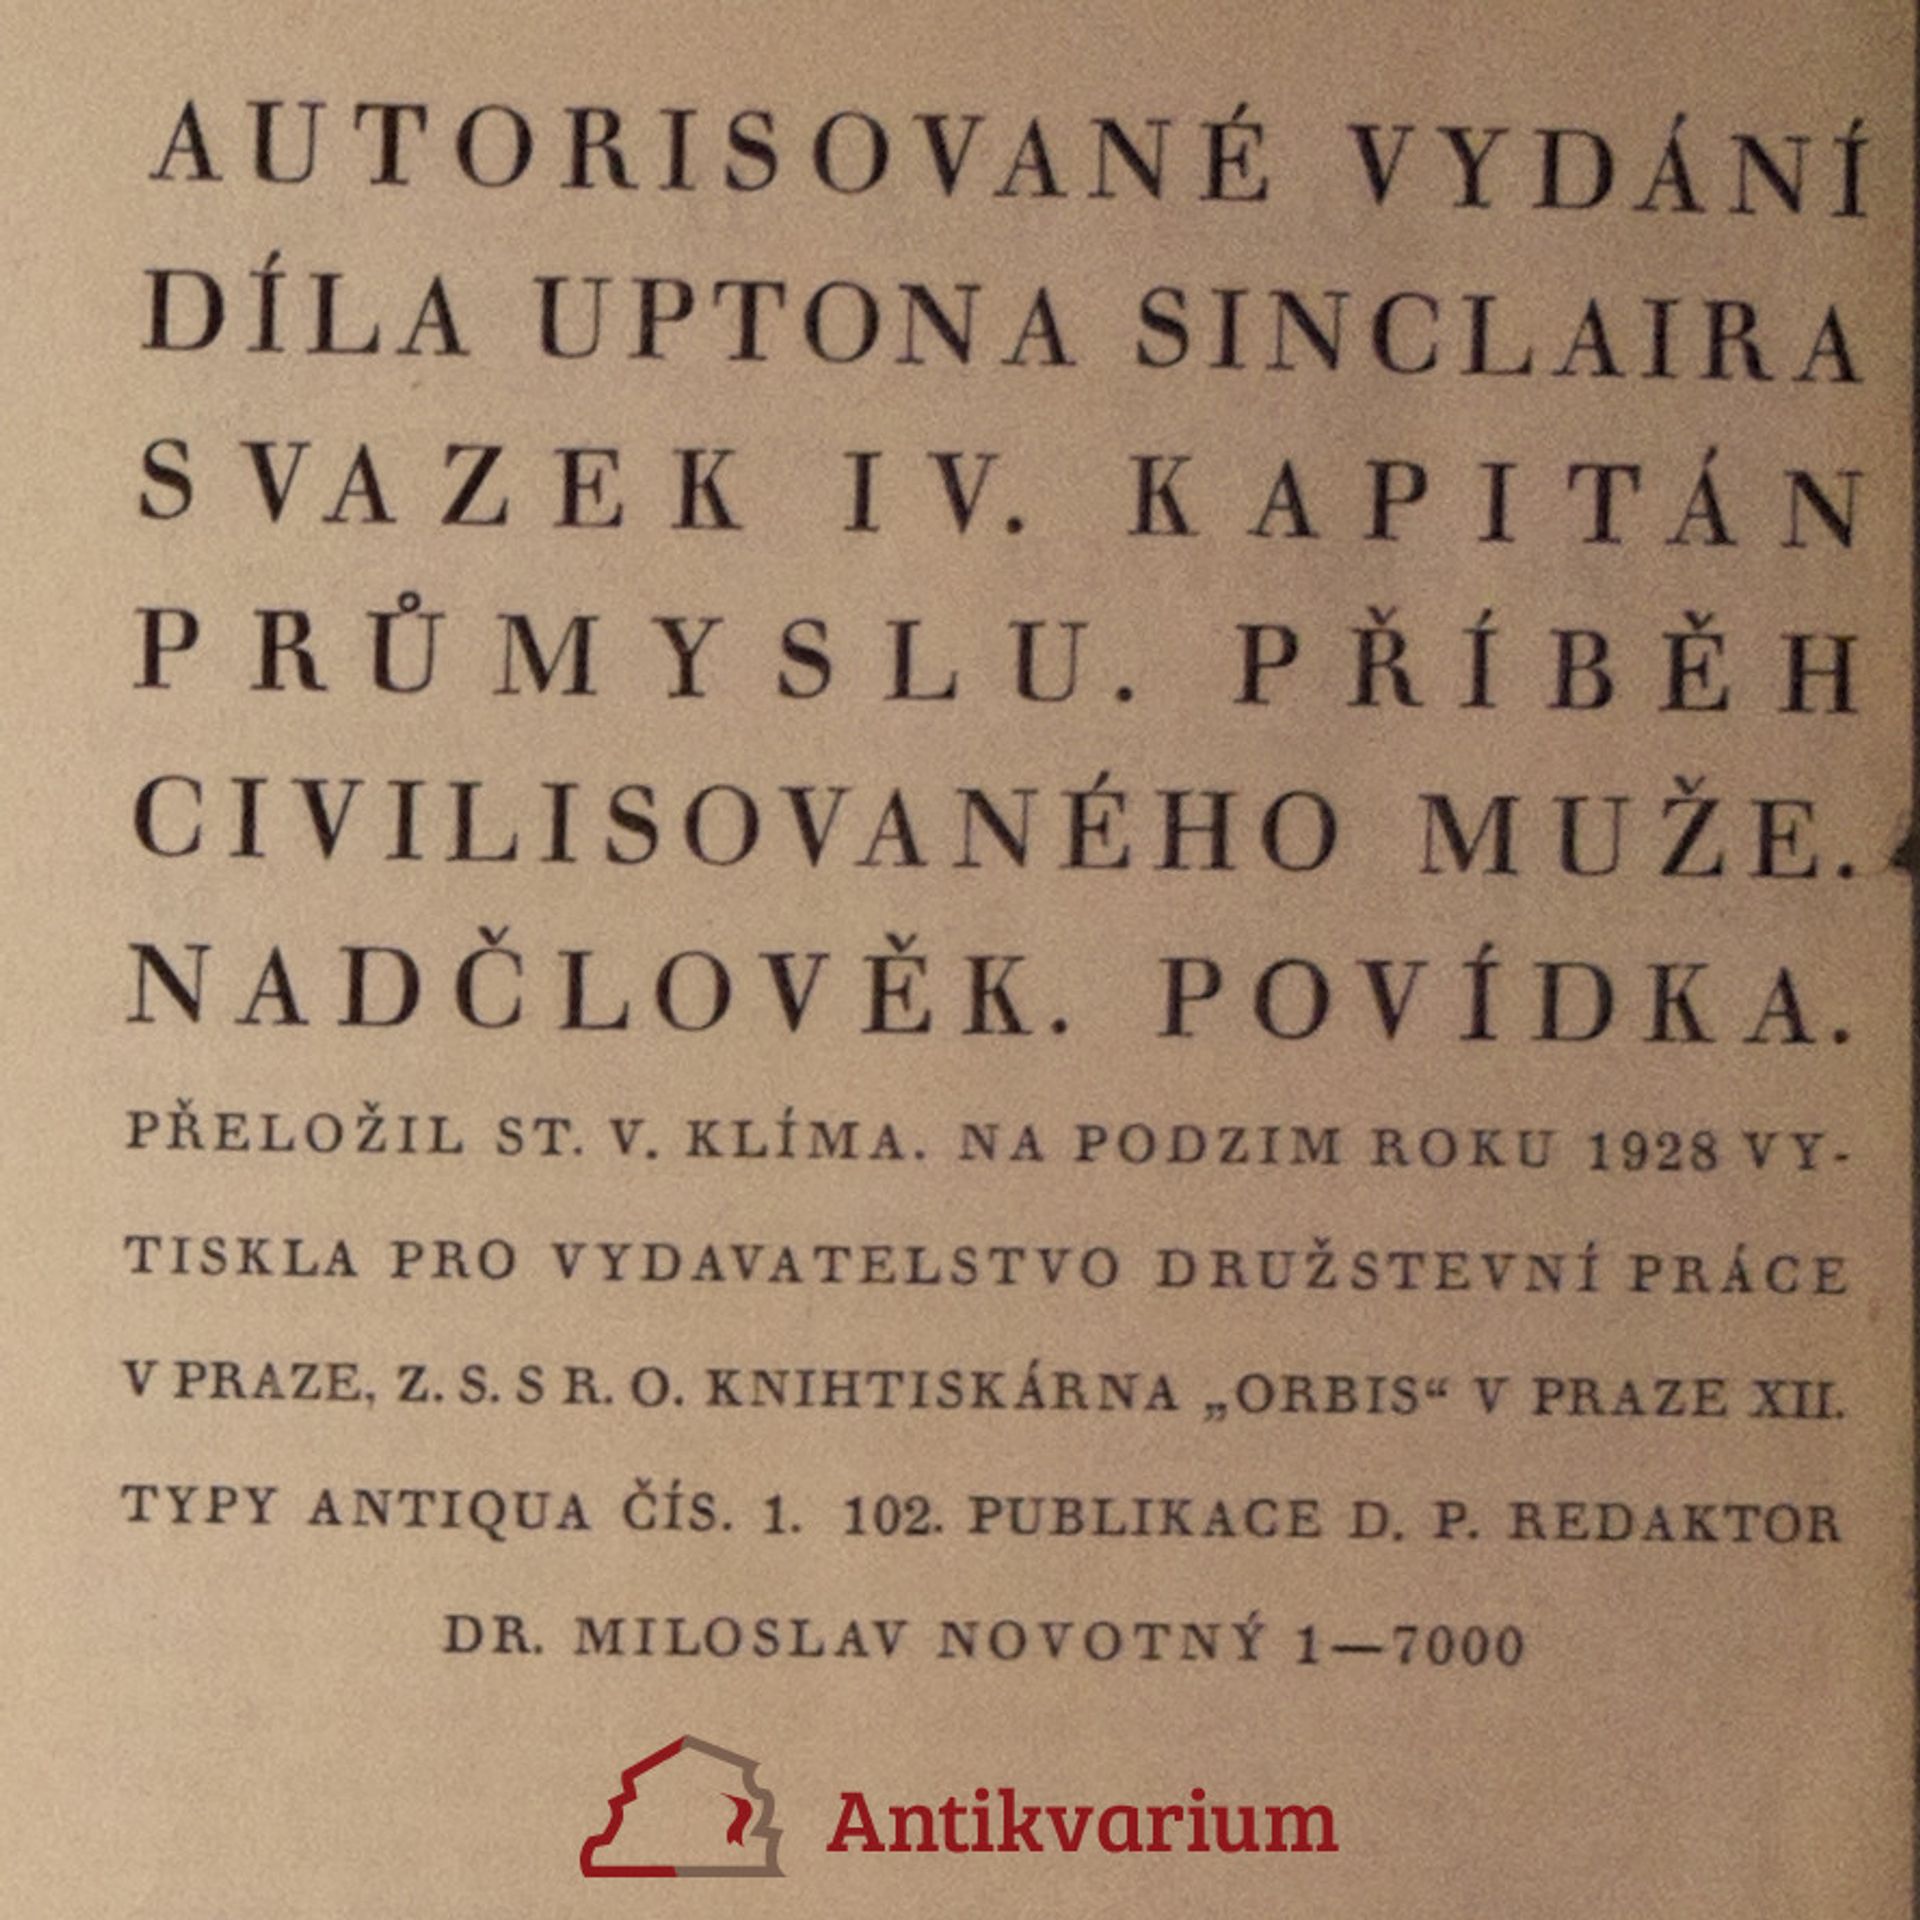 AUTORISOVANÉ VYDÁNÍ
DÍLA UPTONA SINCLAIRA
SVAZEK IV. KAPITÁN
PRŮMYSLU. PŘÍBĚH
CIVILISOVANÉHO MUŽE.
NADČLOVĚK. POVÍDKA.
PŘELOŽIL ST. V. KLÍMA. NA PODZIM ROKU 1928 VY-
TISKLA PRO VYDAVATELSTVO DRUŽSTEVNÍ PRÁCE
V PRAZE, Z. S. S R. O. KNIHTISKÁRNA „ORBIS“ V PRAZE XII.
TYPY ANTIQUA ČÍS. 1. 102. PUBLIKACE D. P. REDAKTOR
DR. MILOSLAV NOVOTNÝ 1—7000
Antikvarium